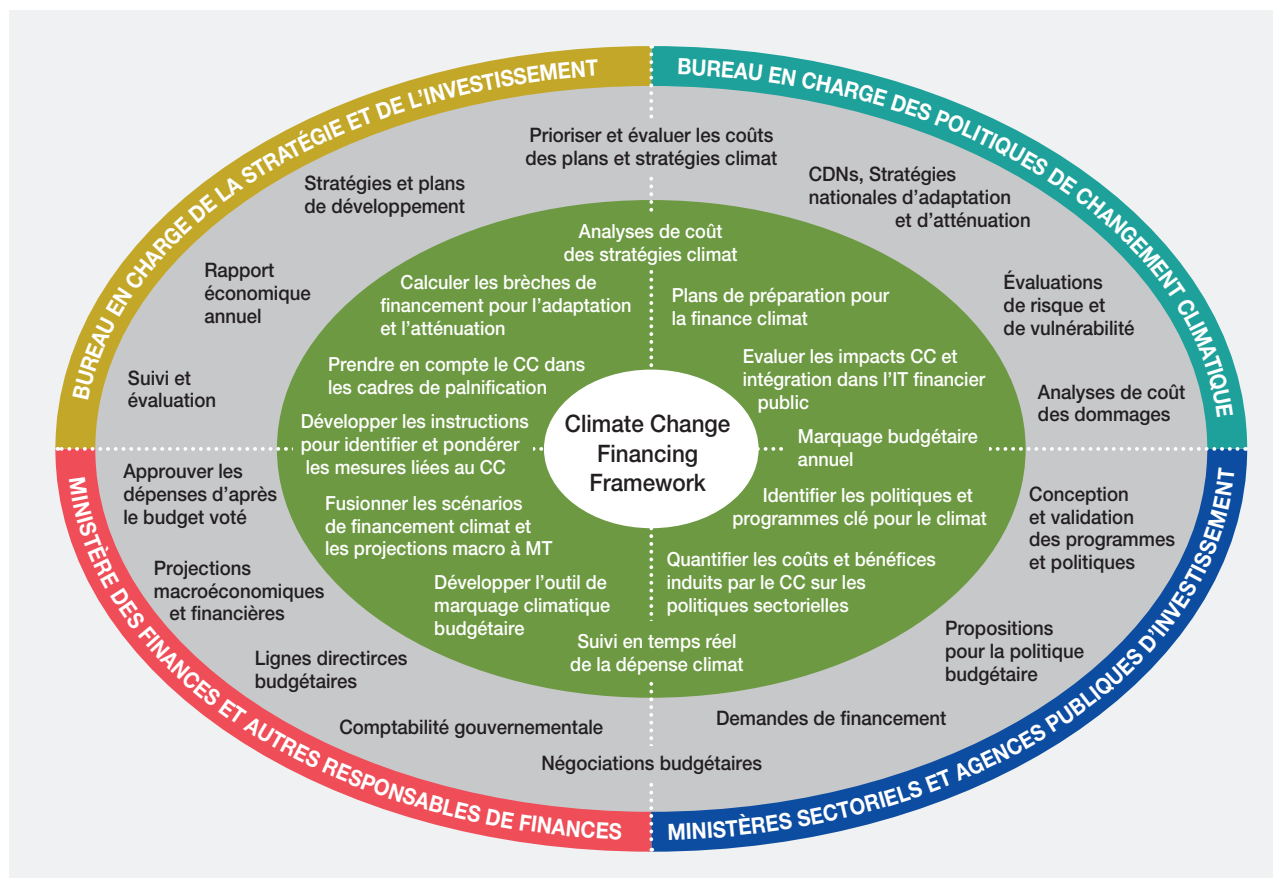 BUREAU EN CHARGE DE LA STRATÉGIE ET DE L'INVESTISSEMENT
BUREAU EN CHARGE DES POLITIQUES DE CHANGEMENT CLIMATIQUE
Prioriser et évaluer les coûts
des plans et stratégies climat
Stratégies et plans
de développement
CDNs, Stratégies
nationales d'adaptation
et d'atténuation
Rapport
économique
annuel
Évaluations
de risque et
de vulnérabilité
Suivi et
évaluation
Analyses de coût
des dommages
Analyses de coût
des stratégies climat
Calculer les brèches de
financement pour l'adaptation
et l'atténuation
Plans de préparation pour
la finance climat
Prendre en compte le CC dans
les cadres de palnification
Evaluer les impacts CC et
intégration dans l'IT financier
public
Développer les instructions
pour identifier et pondérer
les mesures liées au CC
Climate Change
Financing
Framework
Marquage budgétaire
annuel
Fusionner les scénarios
de financement climat et
les projections macro à MT
Identifier les politiques et
programmes clé pour le climat
Développer l'outil de
marquage climatique
budgétaire
Quantifier les coûts et bénéfices
induits par le CC sur les
politiques sectorielles
Suivi en temps réel
de la dépense climat
Approuver les
dépenses d'après
le budget voté
Conception
et validation
des programmes
et politiques
Projections
macroéconomiques
et financières
Propositions
pour la politique
budgétaire
Lignes directirces
budgétaires
Comptabilité gouvernementale
Demandes de financement
Négociations budgétaires
MINISTÈRE DES FINANCES ET AUTRES RESPONSABLES DE FINANCES
MINISTÈRES SECTORIELS ET AGENCES PUBLIQUES D'INVESTISSEMENT